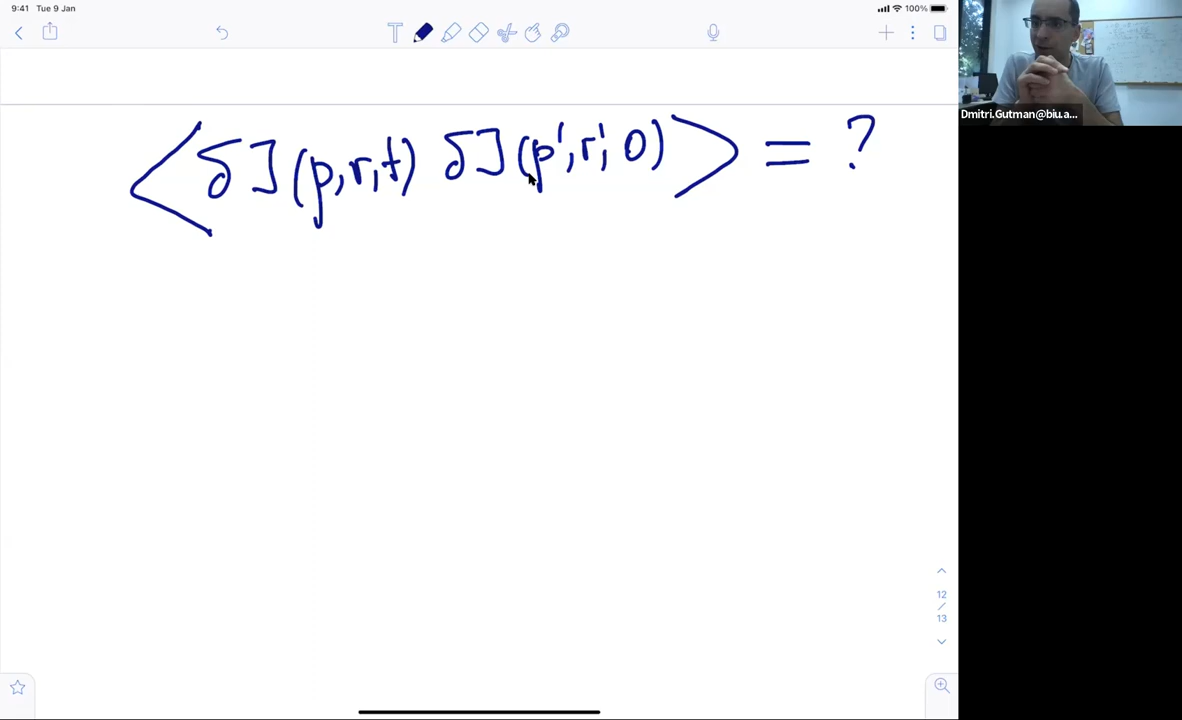 9:41 Tue 9 Jan
100%
Dmitri.Gutman@biu.a...
<δJ(p,r,t) δJ(p',r',0)> = ?
12
/
13